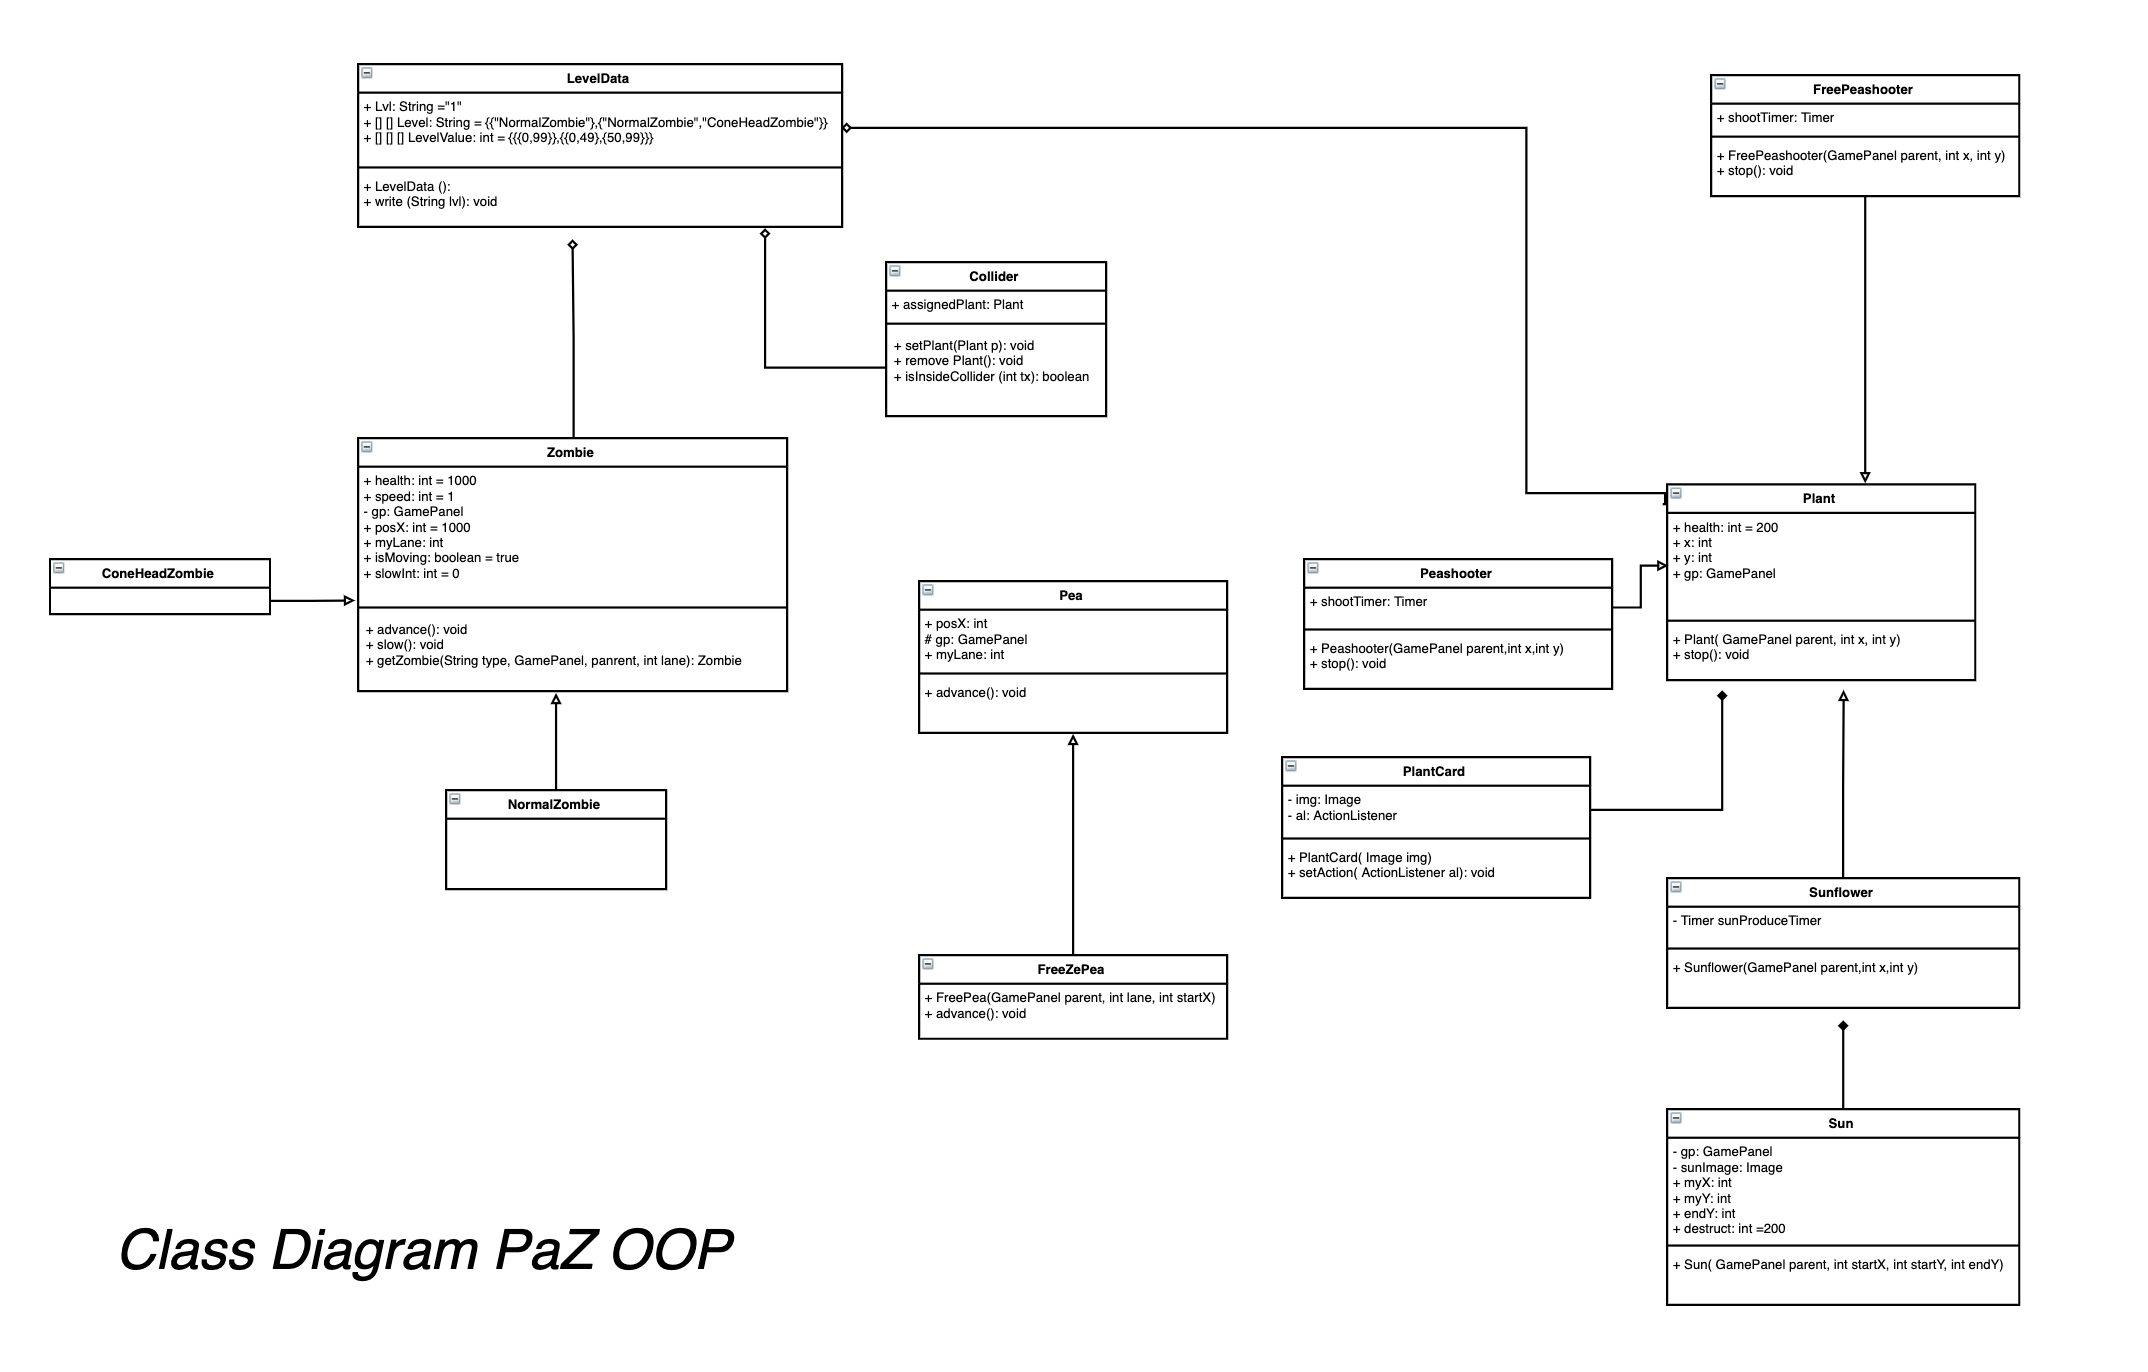 LevelData
+ Lvl: String ="1"
+ [] [] Level: String = {{"NormalZombie"},{"NormalZombie","ConeHeadZombie"}}
+ [] [] [] LevelValue: int = {{{0,99}},{{0,49},{50,99}}}
+ LevelData ():
+ write (String lvl): void
FreePeashooter
+ shootTimer: Timer
+ FreePeashooter(GamePanel parent, int x, int y)
+ stop(): void
Collider
+ assignedPlant: Plant
+ setPlant(Plant p): void
+ remove Plant(): void
+ isInsideCollider (int tx): boolean
Zombie
+ health: int = 1000
+ speed: int = 1
- gp: GamePanel
+ posX: int = 1000
+ myLane: int
+ isMoving: boolean = true
+ slowInt: int = 0
+ advance(): void
+ slow(): void
+ getZombie(String type, GamePanel, panrent, int lane): Zombie
Plant
+ health: int = 200
+ x: int
+ y: int
+ gp: GamePanel
+ Plant( GamePanel parent, int x, int y)
+ stop(): void
ConeHeadZombie
Peashooter
+ shootTimer: Timer
+ Peashooter(GamePanel parent,int x,int y)
+ stop(): void
Pea
+ posX: int
# gp: GamePanel
+ myLane: int
+ advance(): void
PlantCard
- img: Image
- al: ActionListener
+ PlantCard( Image img)
+ setAction( ActionListener al): void
NormalZombie
Sunflower
- Timer sunProduceTimer
+ Sunflower(GamePanel parent,int x,int y)
FreeZePea
+ FreePea(GamePanel parent, int lane, int startX)
+ advance(): void
Sun
- gp: GamePanel
- sunImage: Image
+ myX: int
+ myY: int
+ endY: int
+ destruct: int =200
+ Sun( GamePanel parent, int startX, int startY, int endY)
Class Diagram PaZ OOP